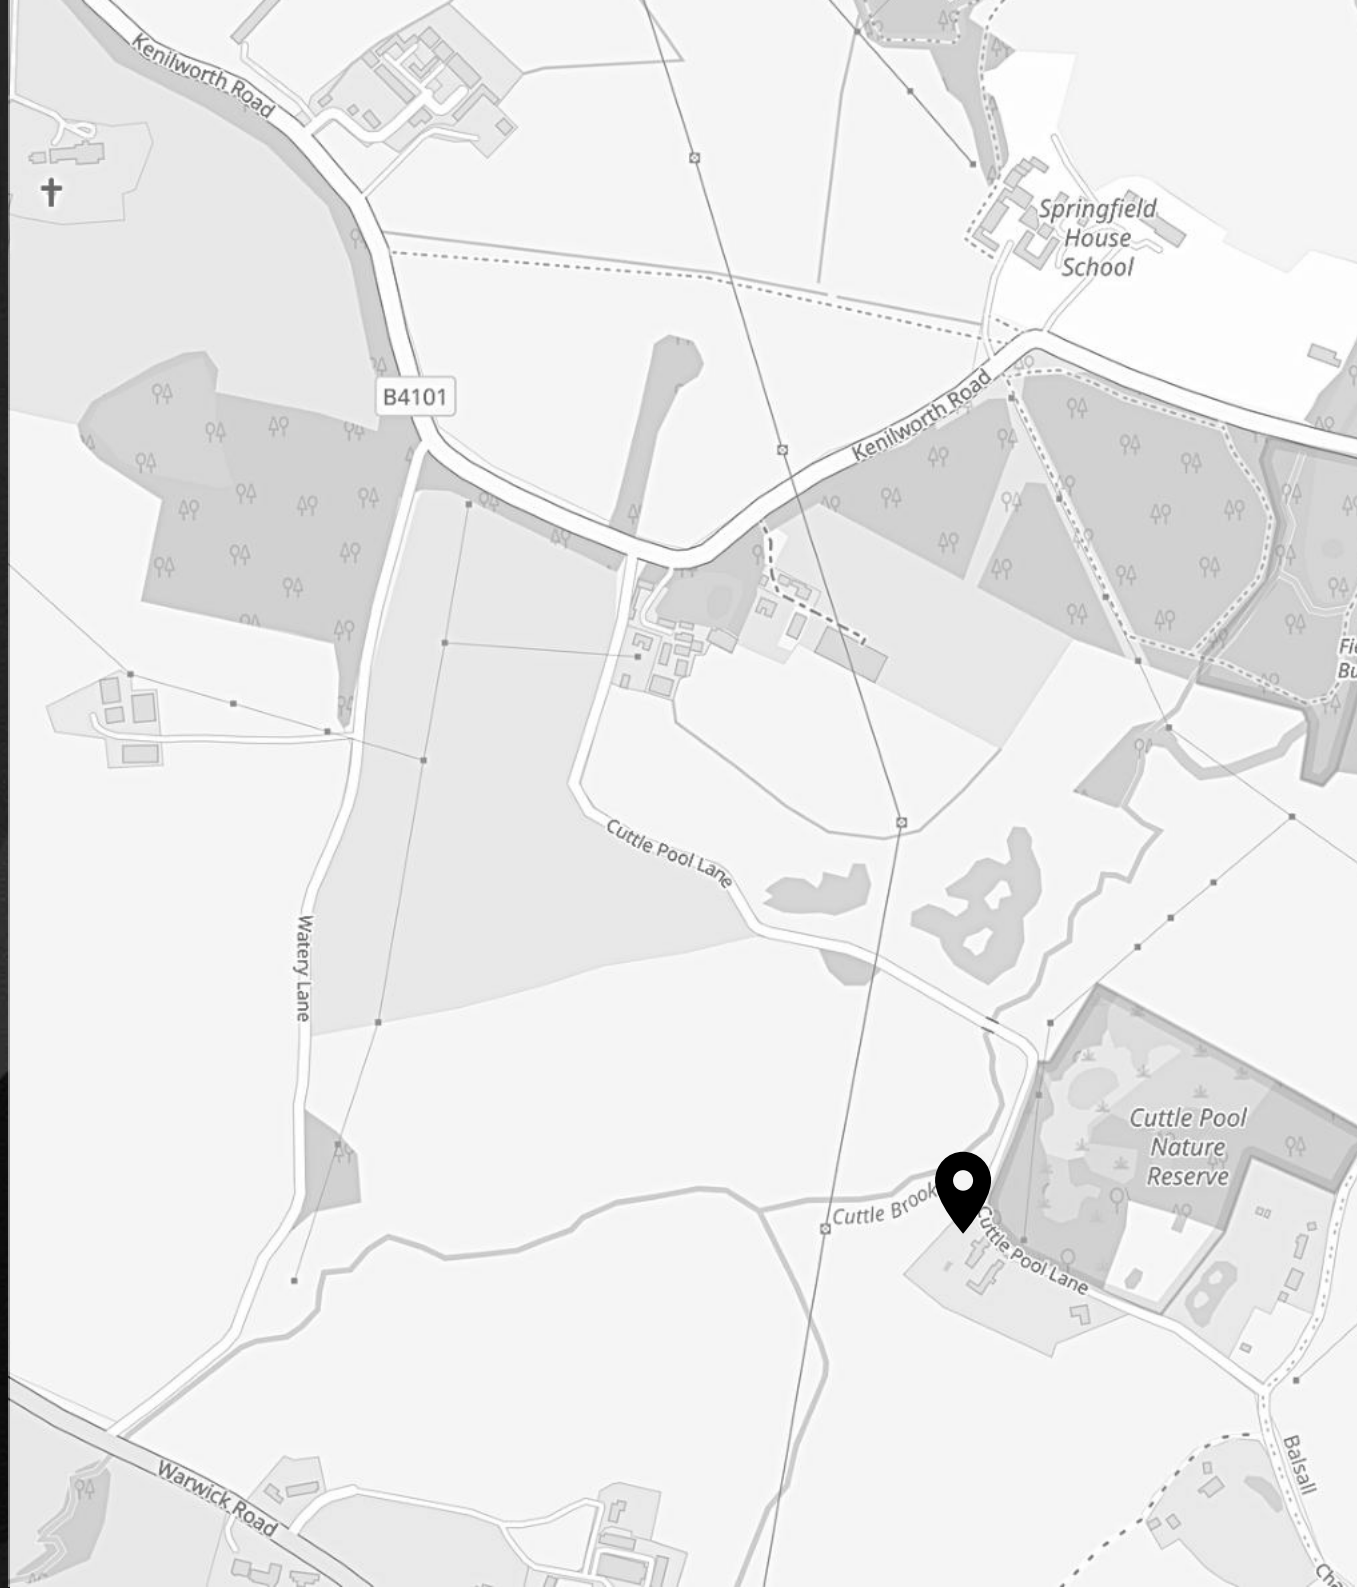 Kenilworth Road
Springfield
House
School
B4101
Kenilworth Road
Cuttle Pool Lane
Watery Lane
Cuttle Pool
Nature
Reserve
Cuttle Brook
Cuttle Pool Lane
Balsall
Warwick Road